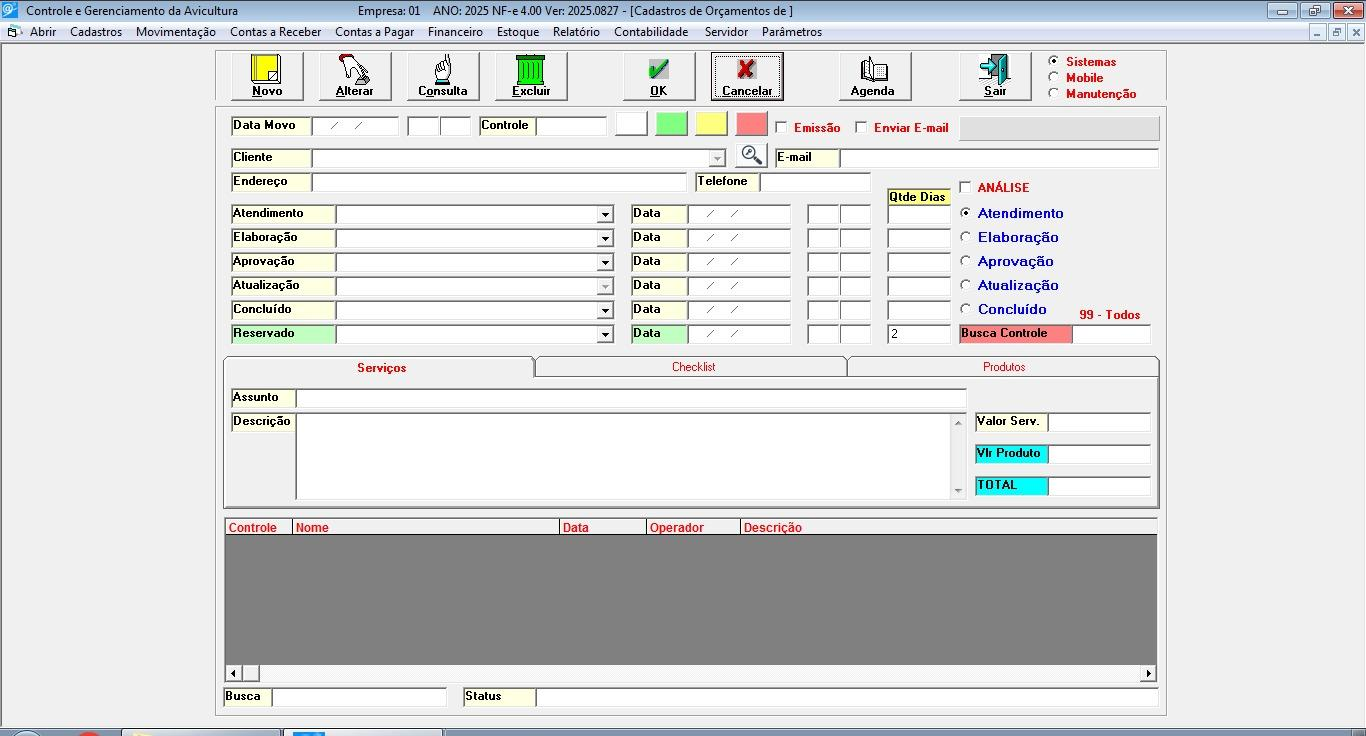 Controle e Gerenciamento da Avicultura Empresa: 01 ANO: 2025 NF-e 4.00 Ver: 2025.0827 - [Cadastros de Orçamentos de ]
Abrir Cadastros Movimentação Contas a Receber Contas a Pagar Financeiro Estoque Relatório Contabilidade Servidor Parâmetros
Novo Alterar Consulta Excluir OK Cancelar Agenda Sair
Sistemas
Mobile
Manutenção
Data Movo / / Controle Emissão Enviar E-mail
Cliente E-mail
Endereço Telefone
Qtde Dias ANÁLISE
Atendimento Data / / Atendimento
Elaboração Data / / Elaboração
Aprovação Data / / Aprovação
Atualização Data / / Atualização
Concluído Data / / Concluído 99 - Todos
Reservado Data / / 2 Busca Controle
Serviços Checklist Produtos
Assunto
Descrição Valor Serv.
Vlr Produto
TOTAL
Controle Nome Data Operador Descrição
Busca Status